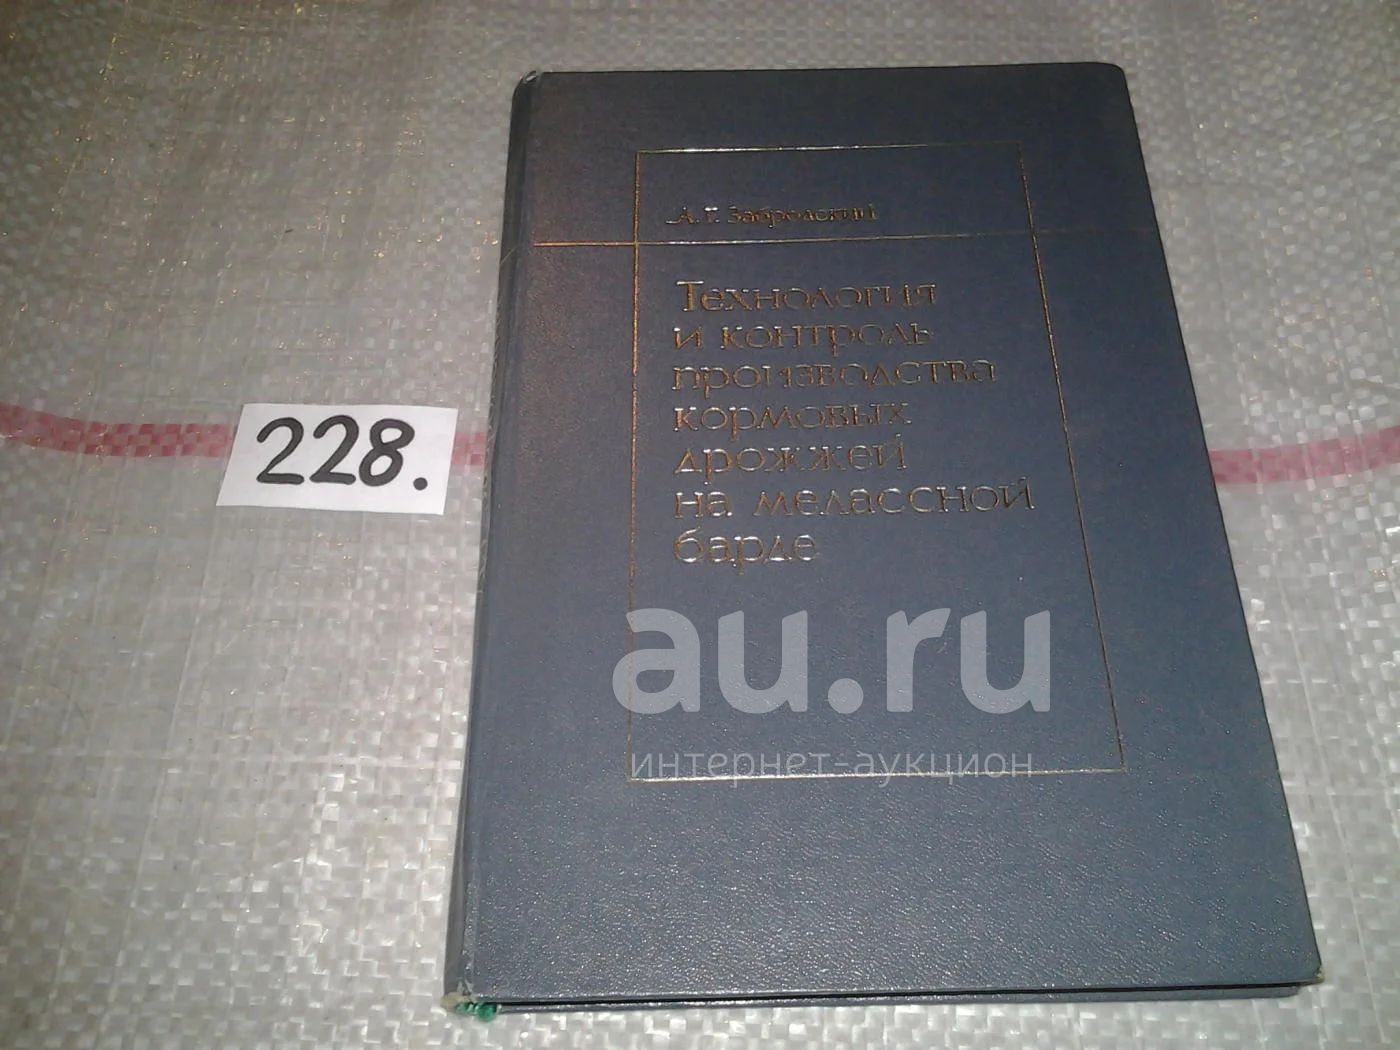 А. Г. Забродский
Технология
и контроль
производства
кормовых
дрожжей
на мелассной
барде
228.
au.ru
интернет-аукцион